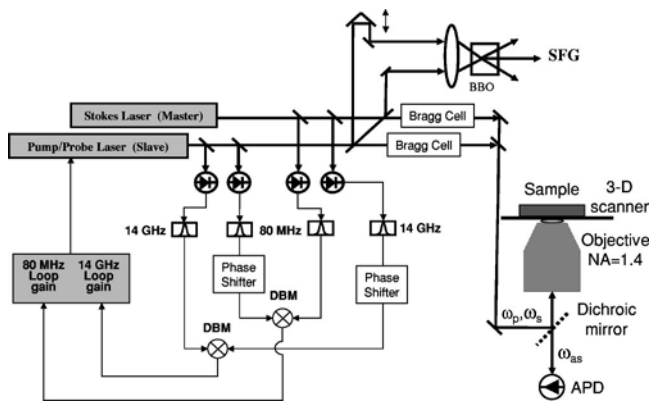 SFG
BBO
Stokes Laser (Master)
Bragg Cell
Pump/Probe Laser (Slave)
Bragg Cell
Sample
3-D
scanner
14 GHz
80 MHz
14 GHz
Objective
NA=1.4
80 MHz
Loop
gain
14 GHz
Loop
gain
Phase
Shifter
Phase
Shifter
DBM
DBM
ωp,ωs
Dichroic
mirror
ωas
APD